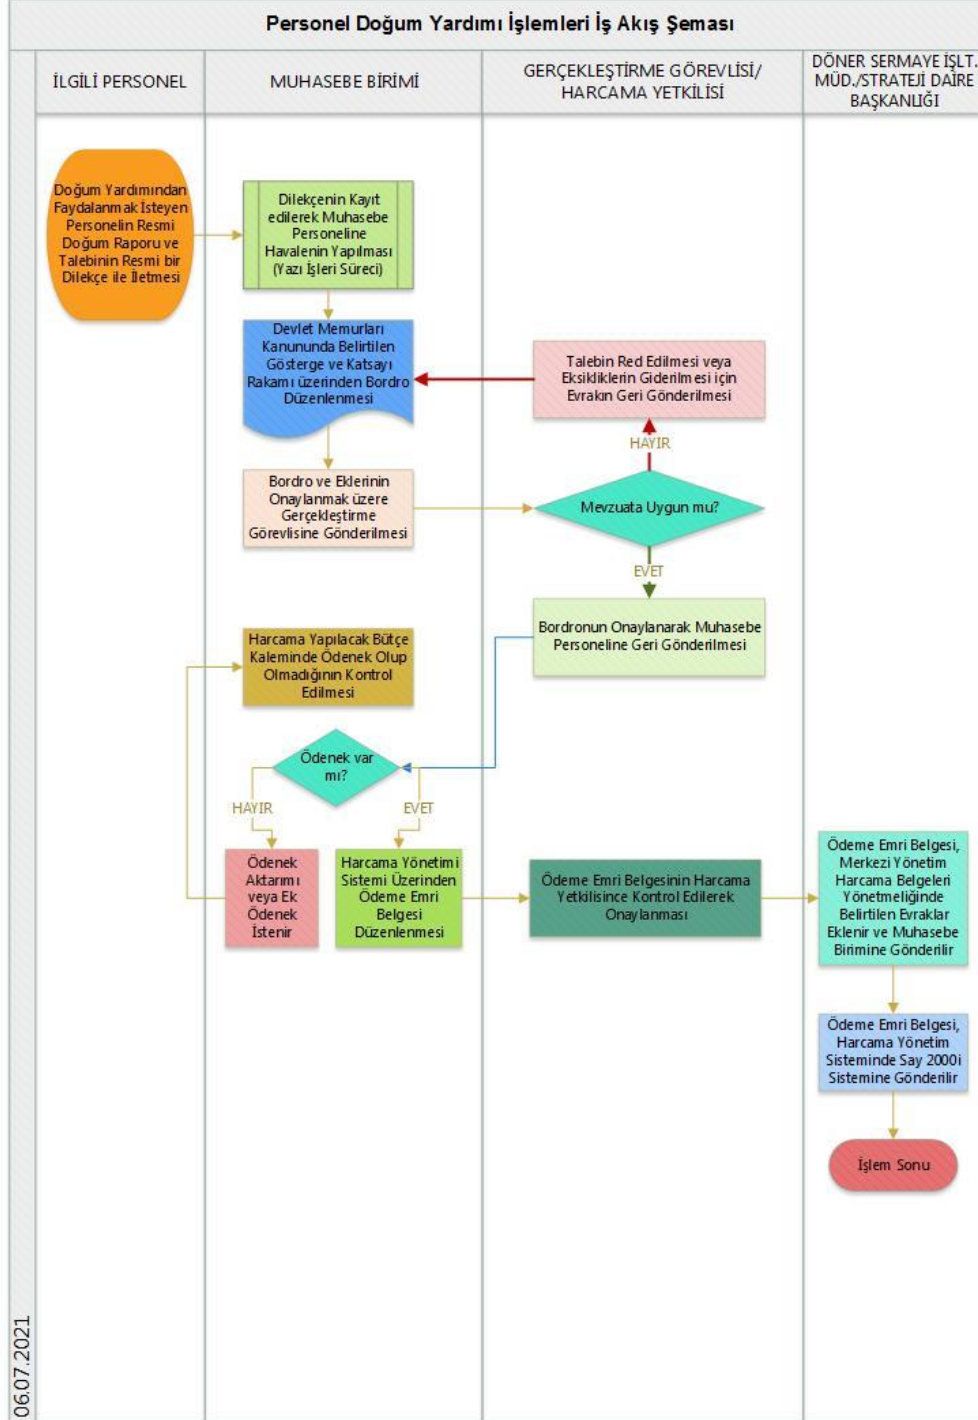 Personel Doğum Yardımı İşlemleri İş Akış Şeması
İLGİLİ PERSONEL
MUHASEBE BİRİMİ
GERÇEKLEŞTİRME GÖREVLİSİ/
HARCAMA YETKİLİSİ
DÖNER SERMAYE İŞLT.
MÜD./STRATEJİ DAİRE
BAŞKANLIĞI
Doğum Yardımından
Faydalanmak İsteyen
Personelin Resmi
Doğum Raporu ve
Talebinin Resmi bir
Dilekçe ile İletmesi
Dilekçenin Kayıt
edilerek Muhasebe
Personeline
Havalenin Yapılması
(Yazı İşleri Süreci)
Devlet Memurları
Kanununda Belirtilen
Gösterge ve Katsayı
Rakamı üzerinden Bordro
Düzenlenmesi
Talebin Red Edilmesi veya
Eksikliklerin Giderilmesi için
Evrakın Geri Gönderilmesi
HAYIR
Bordro ve Eklerinin
Onaylanmak üzere
Gerçekleştirme
Görevlisine Gönderilmesi
Mevzuata Uygun mu?
EVET
Bordronun Onaylanarak Muhasebe
Personeline Geri Gönderilmesi
Harcama Yapılacak Bütçe
Kaleminde Ödenek Olup
Olmadığının Kontrol
Edilmesi
Ödenek var
mı?
HAYIR
EVET
Ödenek
Aktarımı
veya Ek
Ödenek
İstenir
Harcama Yönetimi
Sistemi Üzerinden
Ödeme Emri
Belgesi
Düzenlenmesi
Ödeme Emri Belgesinin Harcama
Yetkilisince Kontrol Edilerek
Onaylanması
Ödeme Emri Belgesi,
Merkezi Yönetim
Harcama Belgeleri
Yönetmeliğinde
Belirtilen Evraklar
Eklenir ve Muhasebe
Birimine Gönderilir
Ödeme Emri Belgesi,
Harcama Yönetim
Sisteminde Say 2000i
Sistemine Gönderilir
İşlem Sonu
06.07.2021